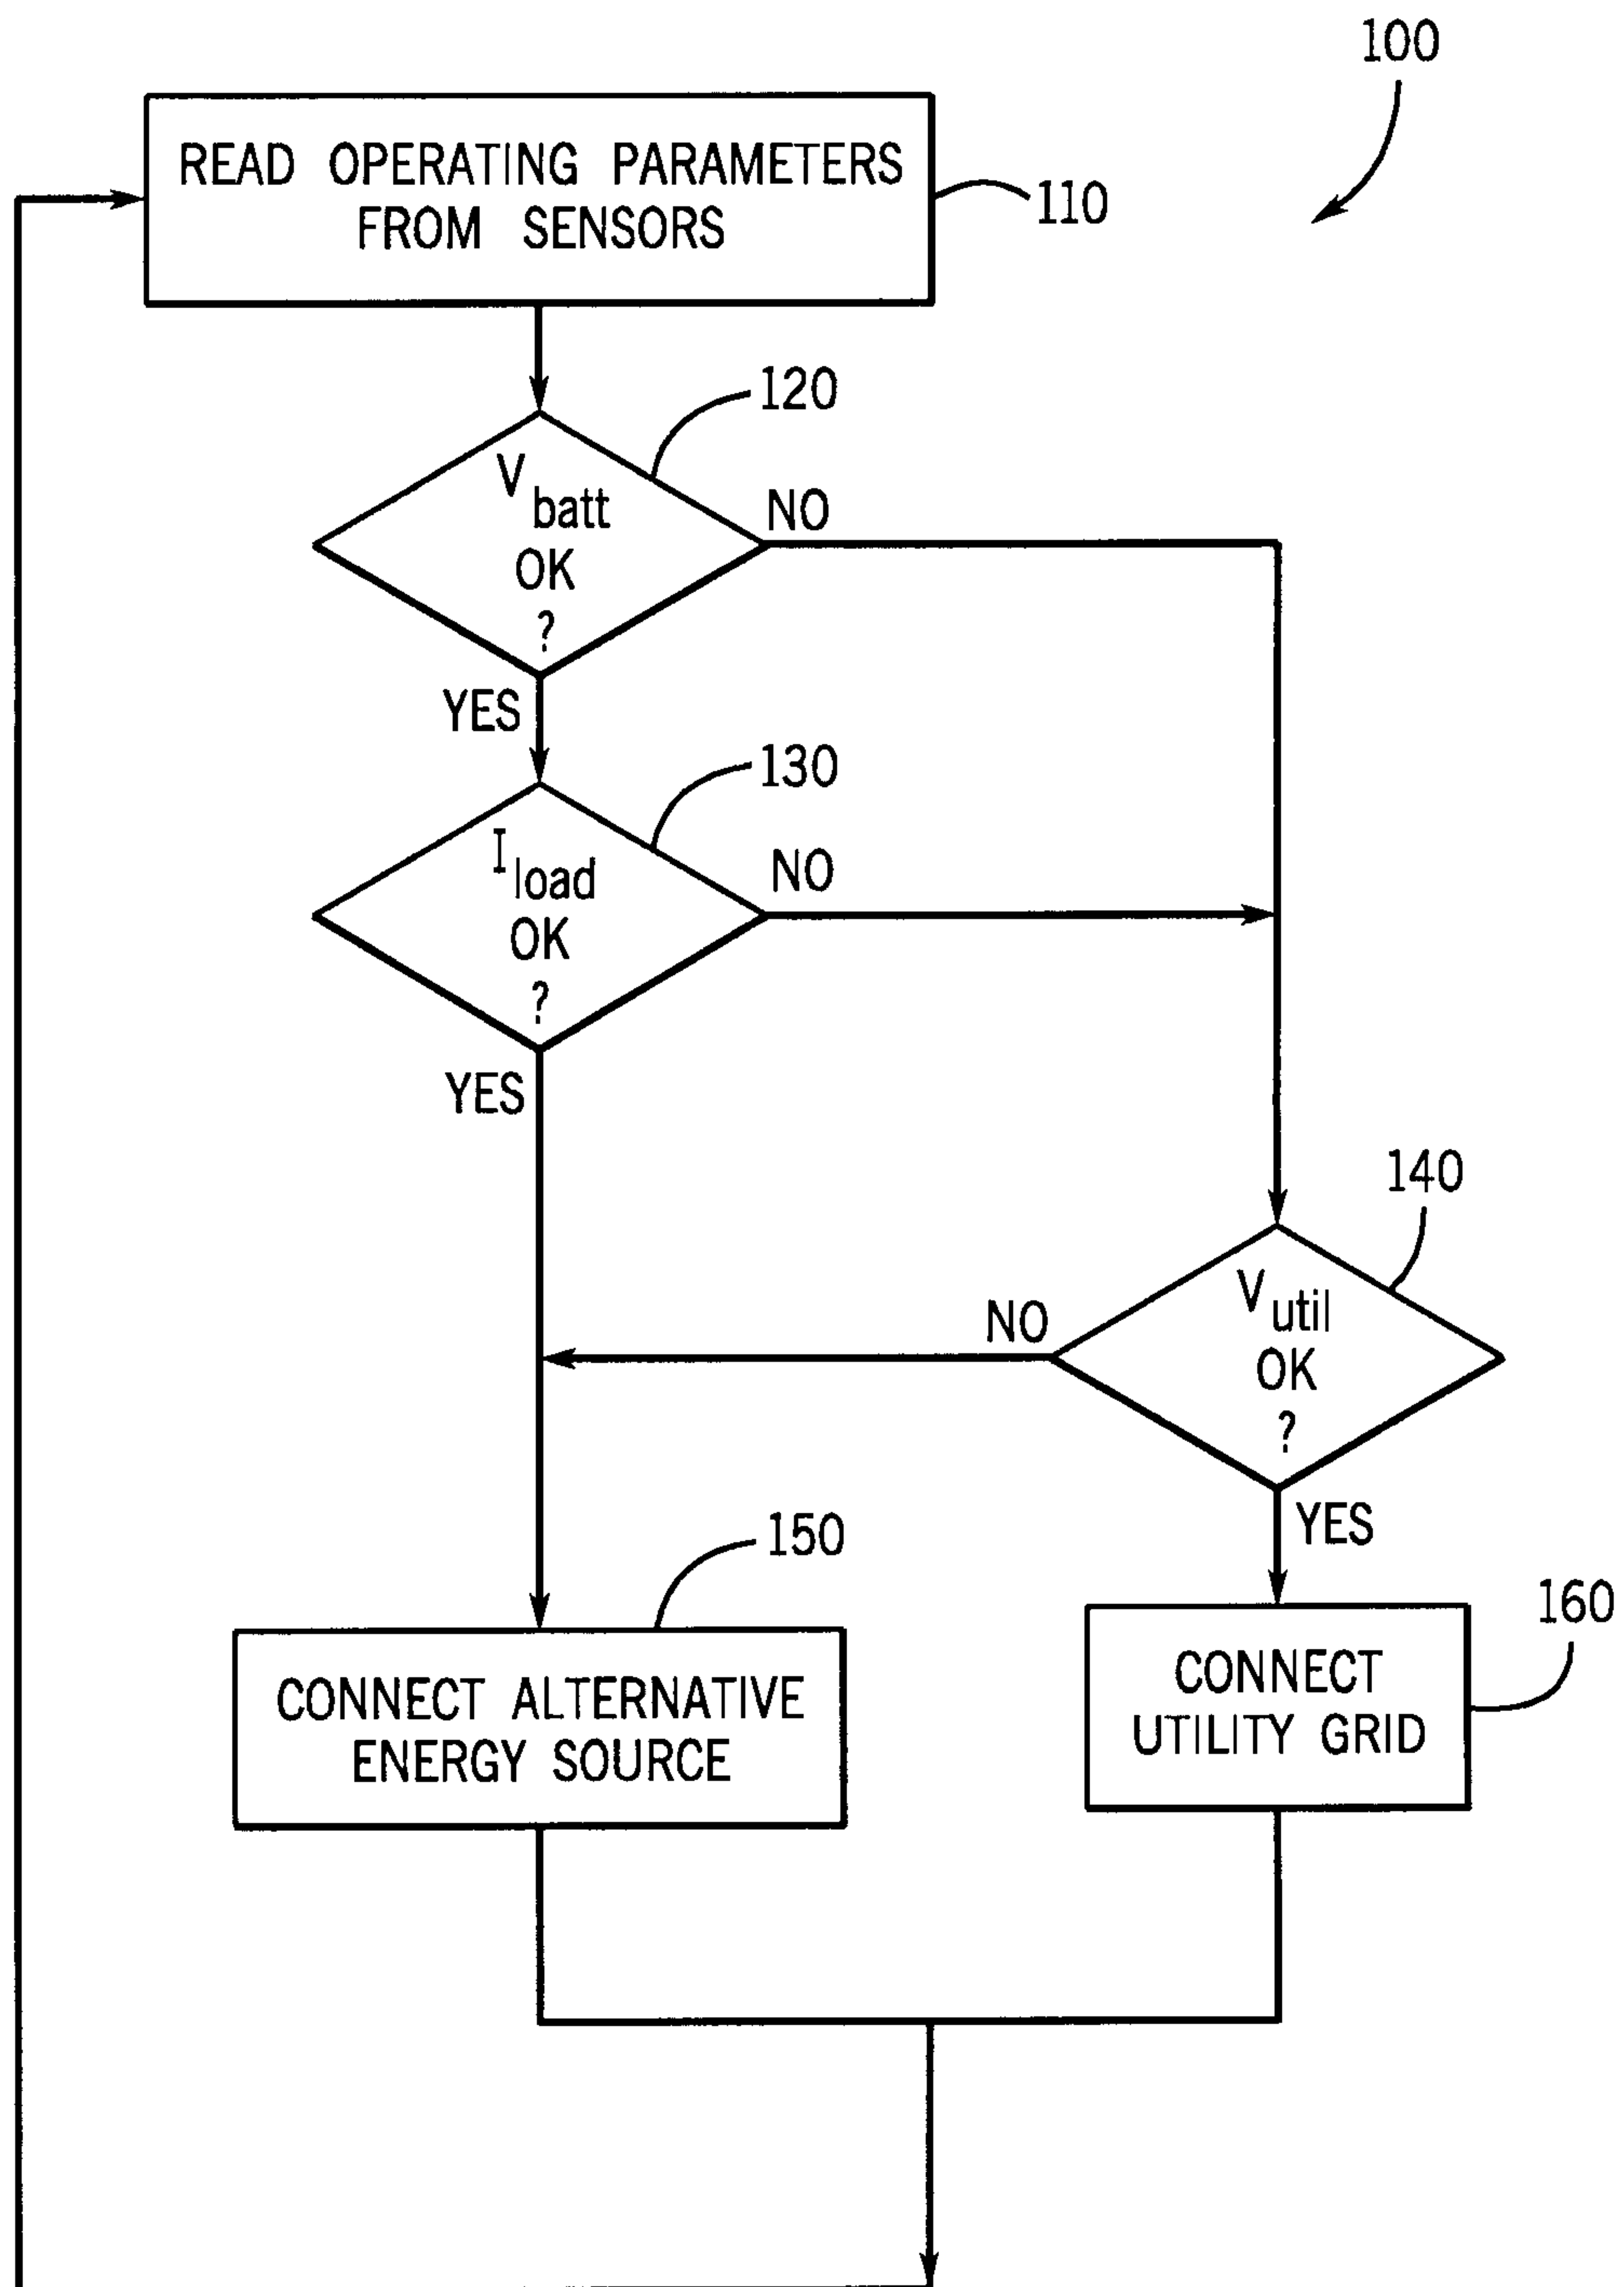 100
READ OPERATING PARAMETERS
FROM SENSORS
110
120
V batt
OK
?
NO
YES
130
I load
OK
?
NO
YES
140
V util
OK
?
NO
YES
150
CONNECT ALTERNATIVE
ENERGY SOURCE
160
CONNECT
UTILITY GRID